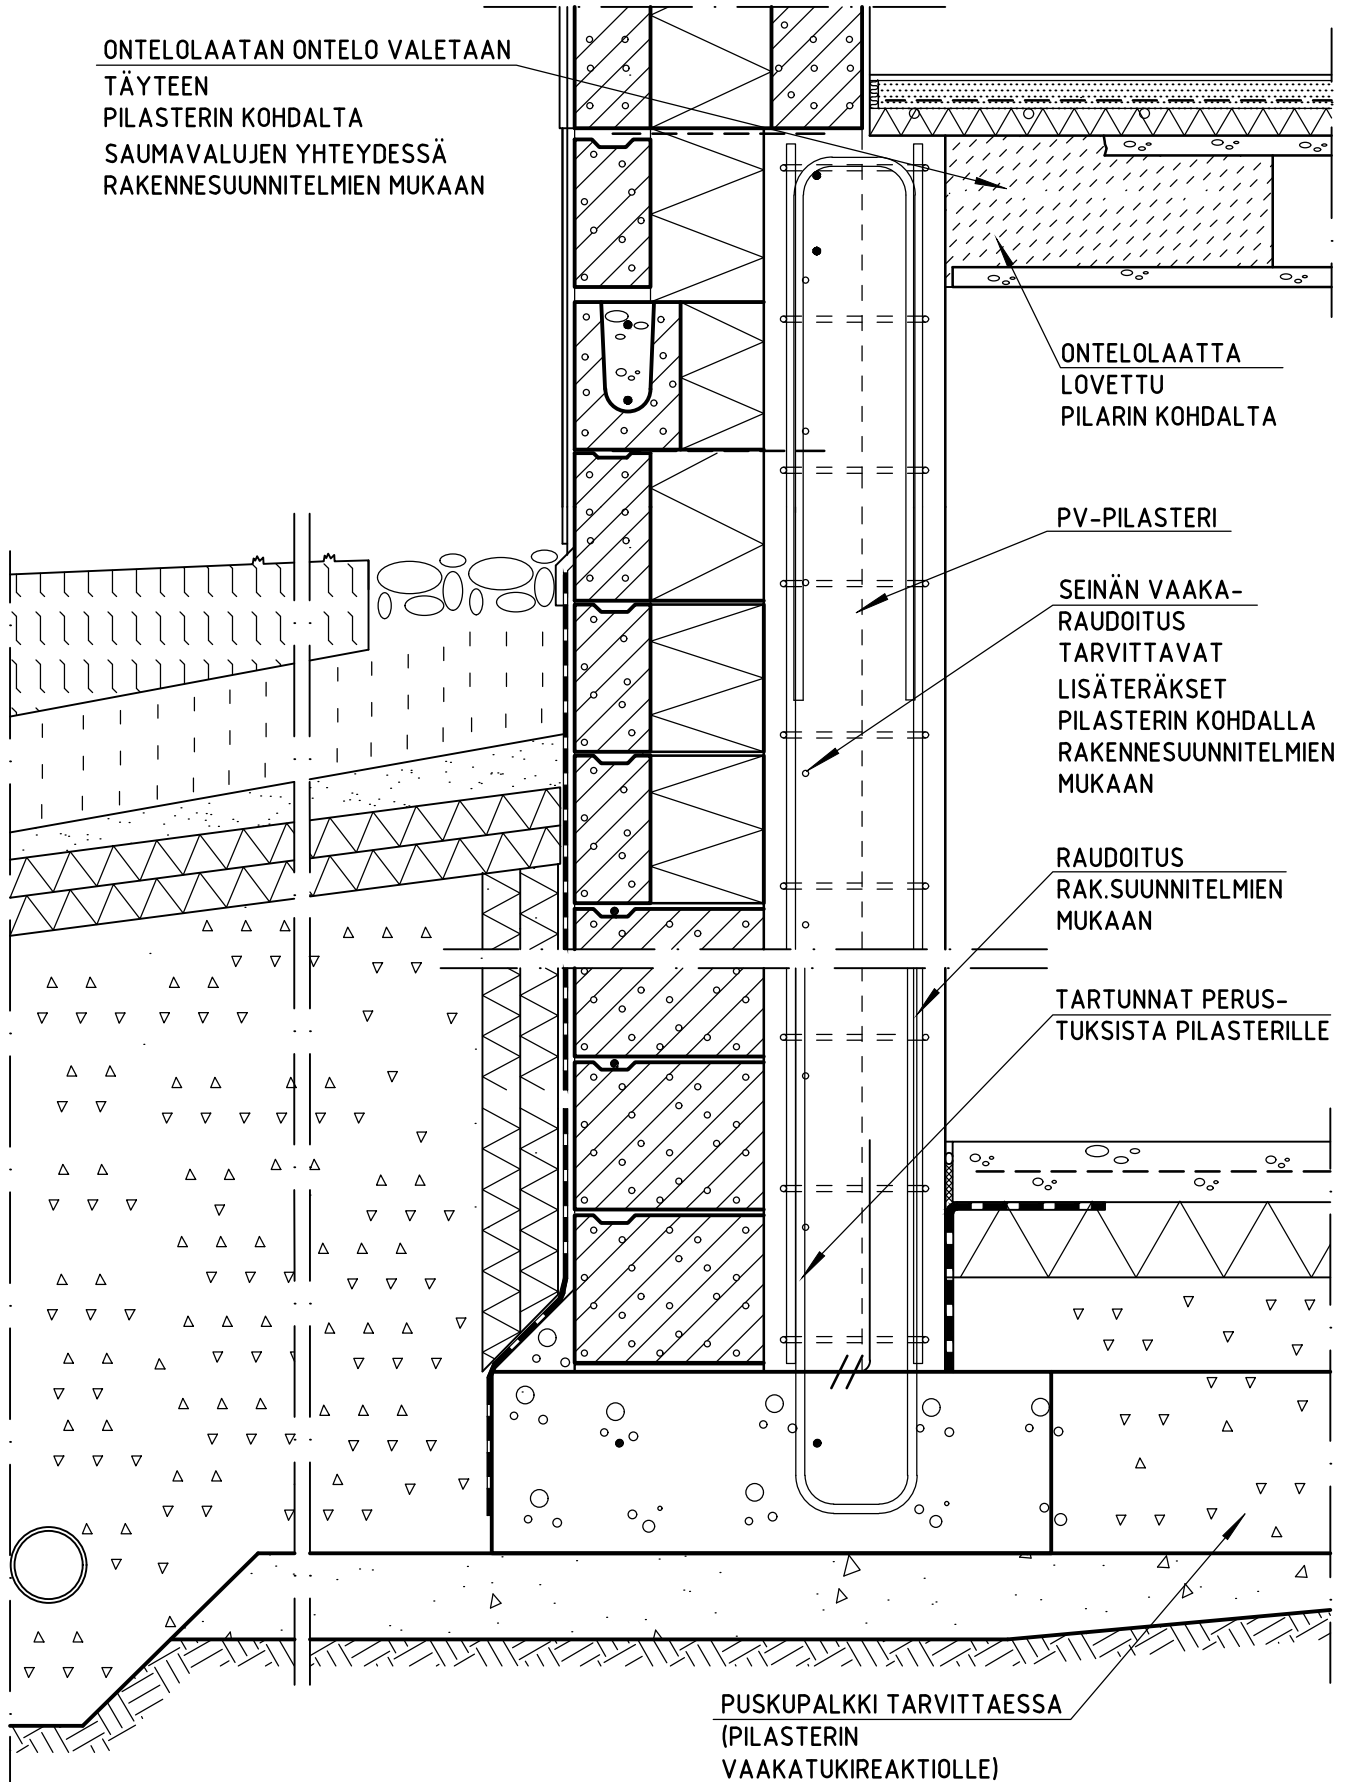 ONTELOLAATAN ONTELO VALETAAN
TÄYTEEN
PILASTERIN KOHDALTA
SAUMAVALUJEN YHTEYDESSÄ
RAKENNESUUNNITELMIEN MUKAAN
ONTELOLAATTA
LOVETTU
PILARIN KOHDALTA
PV-PILASTERI
SEINÄN VAAKA-
RAUDOITUS
TARVITTAVAT
LISÄTERÄKSET
PILASTERIN KOHDALLA
RAKENNESUUNNITELMIEN
MUKAAN
RAUDOITUS
RAK.SUUNNITELMIEN
MUKAAN
TARTUNNAT PERUS-
TUKSISTA PILASTERILLE
PUSKUPALKKI TARVITTAESSA
(PILASTERIN
VAAKATUKIREAKTIOLLE)